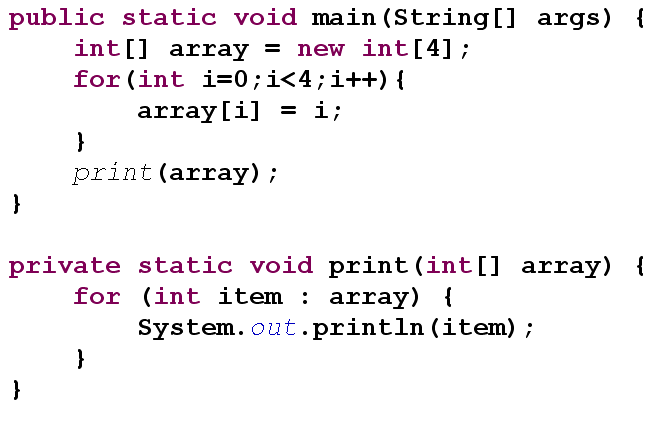 public static void main(String[] args) {
    int[] array = new int[4];
    for(int i=0;i<4;i++){
        array[i] = i;
    }
    print(array);
}

private static void print(int[] array) {
    for (int item : array) {
        System.out.println(item);
    }
}